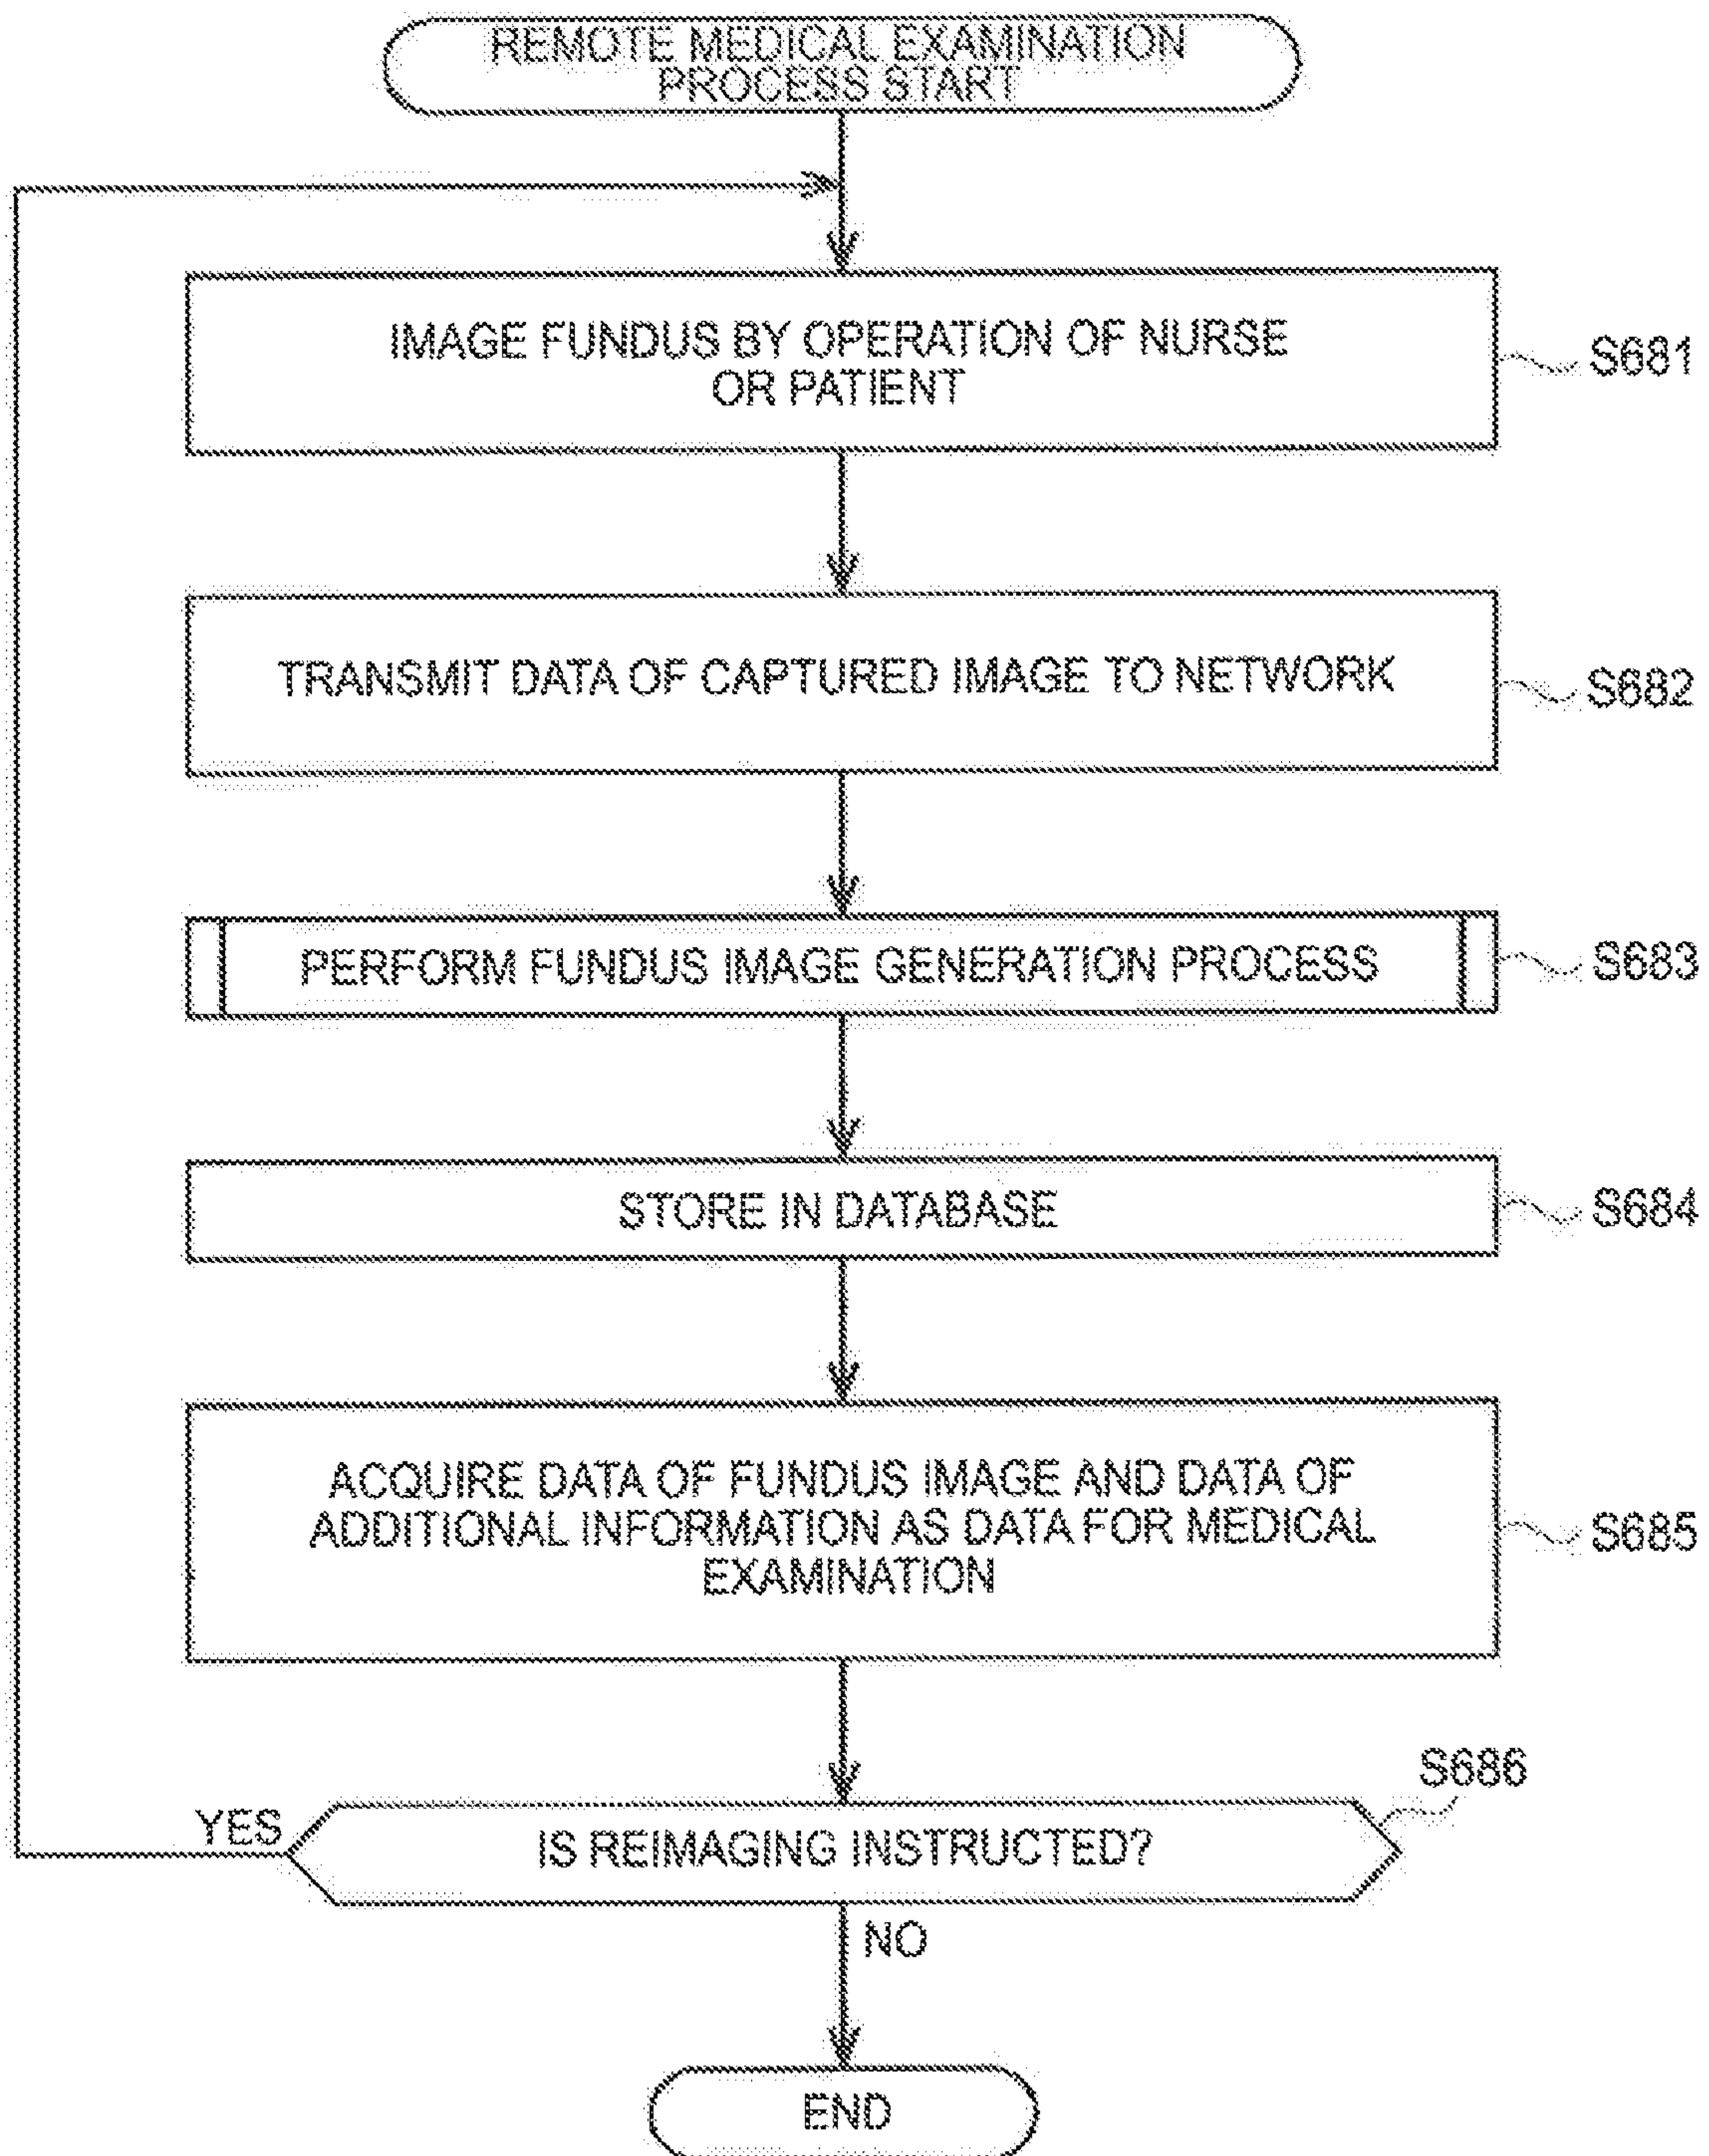 REMOTE MEDICAL EXAMINATION
PROCESS START
IMAGE FUNDUS BY OPERATION OF NURSE
OR PATIENT
S681
TRANSMIT DATA OF CAPTURED IMAGE TO NETWORK
S682
PERFORM FUNDUS IMAGE GENERATION PROCESS
S683
STORE IN DATABASE
S684
ACQUIRE DATA OF FUNDUS IMAGE AND DATA OF
ADDITIONAL INFORMATION AS DATA FOR MEDICAL
EXAMINATION
S685
S686
YES
IS REIMAGING INSTRUCTED?
NO
END